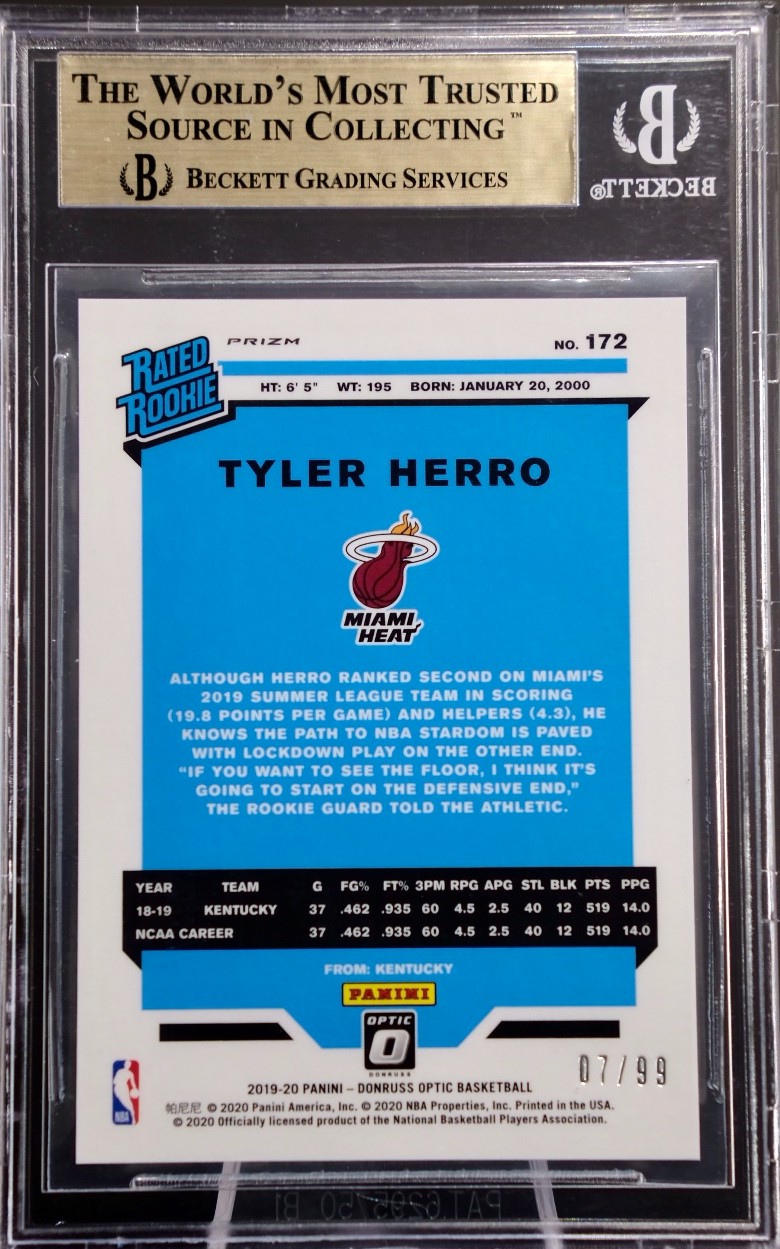 THE WORLD'S MOST TRUSTED
SOURCE IN COLLECTING™
B BECKETT GRADING SERVICES
B
BECKETT®
RATED
ROOKIE
PRIZM
NO. 172
HT: 6' 5" WT: 195 BORN: JANUARY 20, 2000
TYLER HERRO
MIAMI
HEAT
ALTHOUGH HERRO RANKED SECOND ON MIAMI'S
2019 SUMMER LEAGUE TEAM IN SCORING
(19.8 POINTS PER GAME) AND HELPERS (4.3), HE
KNOWS THE PATH TO NBA STARDOM IS PAVED
WITH LOCKDOWN PLAY ON THE OTHER END.
"IF YOU WANT TO SEE THE FLOOR, I THINK IT'S
GOING TO START ON THE DEFENSIVE END,"
THE ROOKIE GUARD TOLD THE ATHLETIC.
YEAR TEAM G FG% FT% 3PM RPG APG STL BLK PTS PPG
18-19 KENTUCKY 37 .462 .935 60 4.5 2.5 40 12 519 14.0
NCAA CAREER 37 .462 .935 60 4.5 2.5 40 12 519 14.0
FROM: KENTUCKY
PANINI
OPTIC
O
DONRUSS
07/99
NBA
2019-20 PANINI – DONRUSS OPTIC BASKETBALL
帕尼尼 © 2020 Panini America, Inc. © 2020 NBA Properties, Inc. Printed in the USA.
© 2020 Officially licensed product of the National Basketball Players Association.